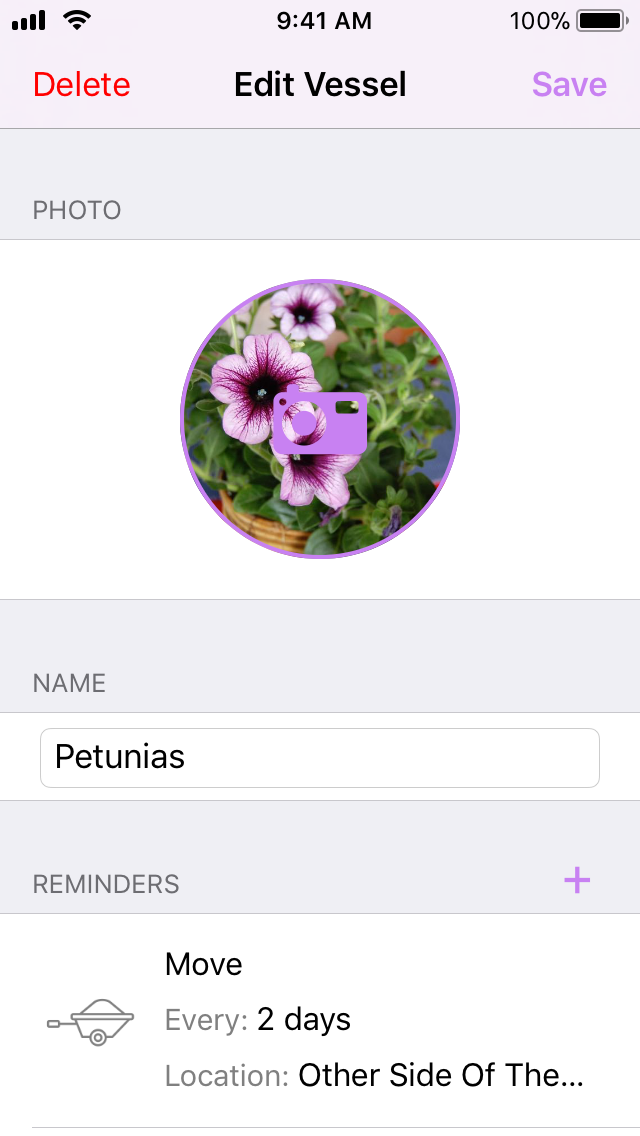 9:41 AM 100%
Delete Edit Vessel Save
PHOTO
NAME
Petunias
REMINDERS +
Move
Every: 2 days
Location: Other Side Of The...